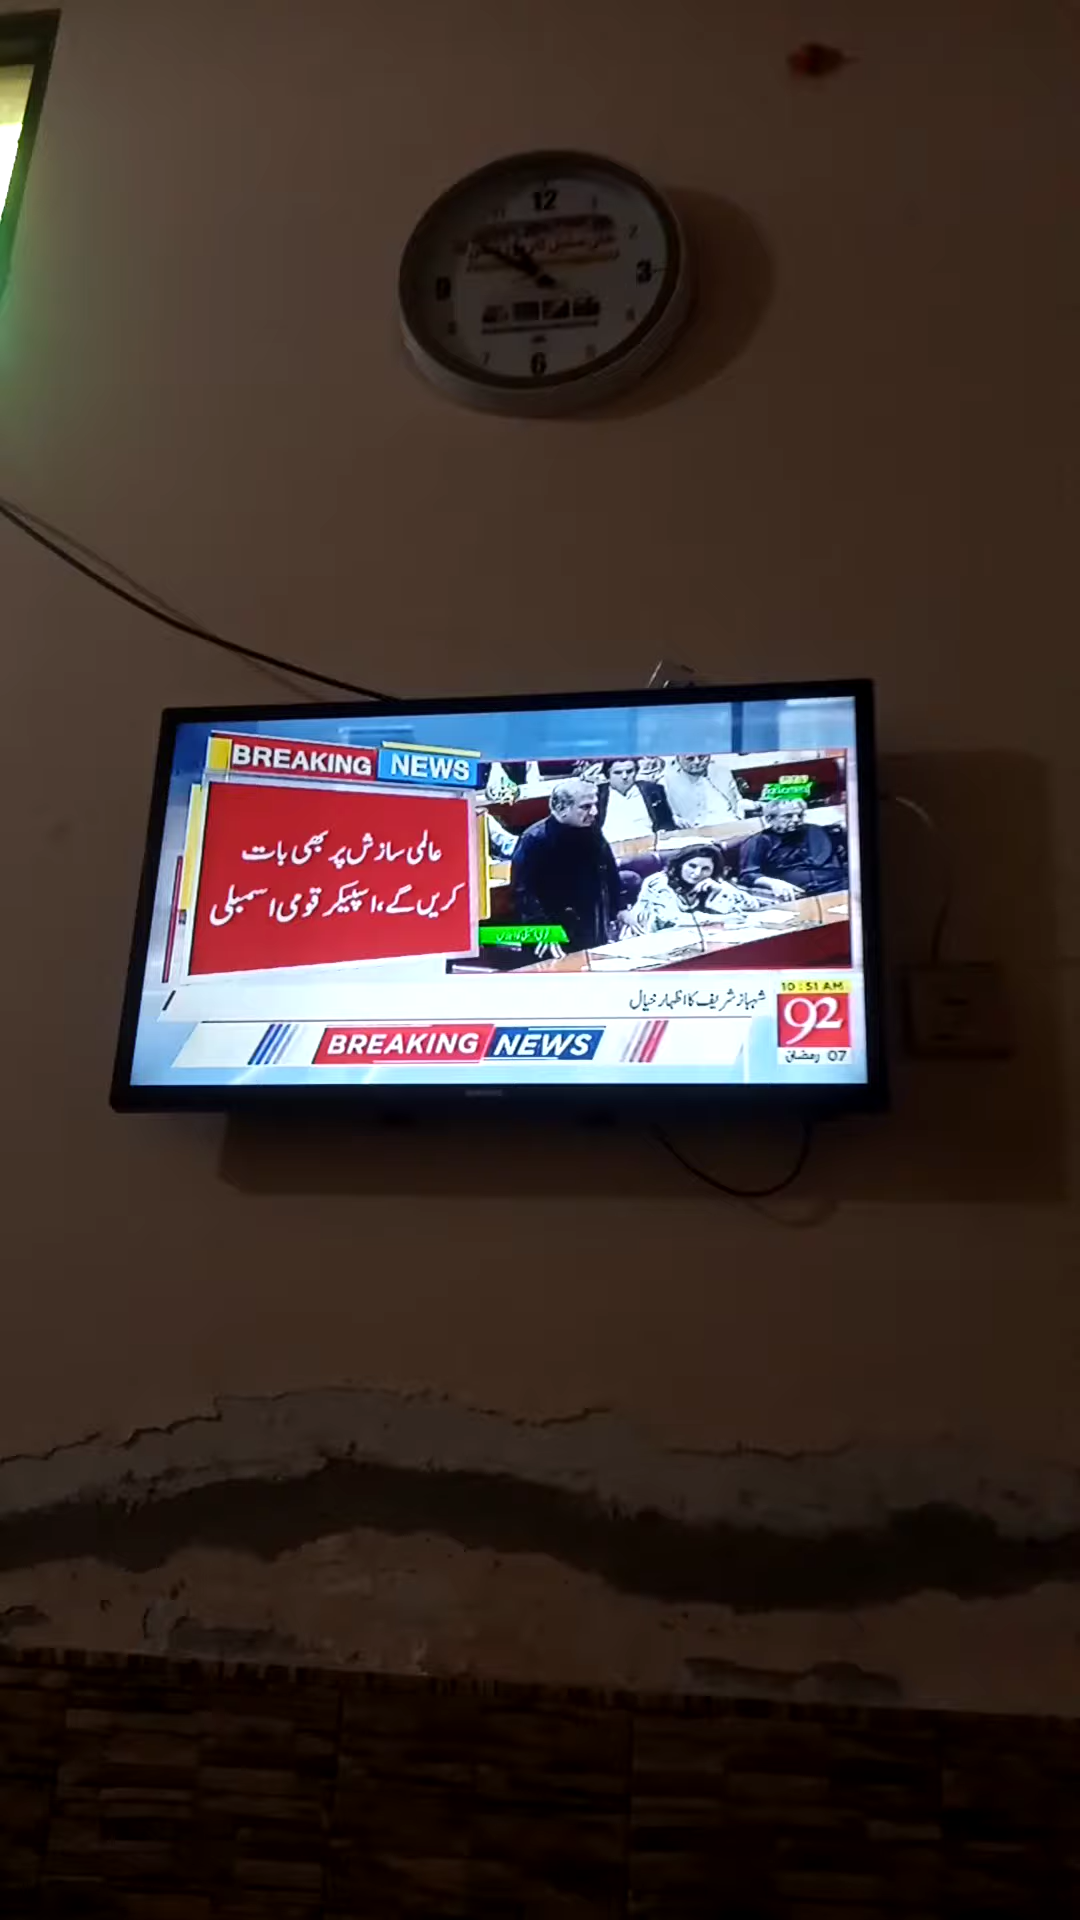 12
3
9
6
7
BREAKING NEWS
عالمی سازش پر بھی بات
کریں گے، اسپیکر قومی اسمبلی
شہباز شریف کا اظہار خیال
10:51 AM
92
07 رمضان
BREAKING NEWS